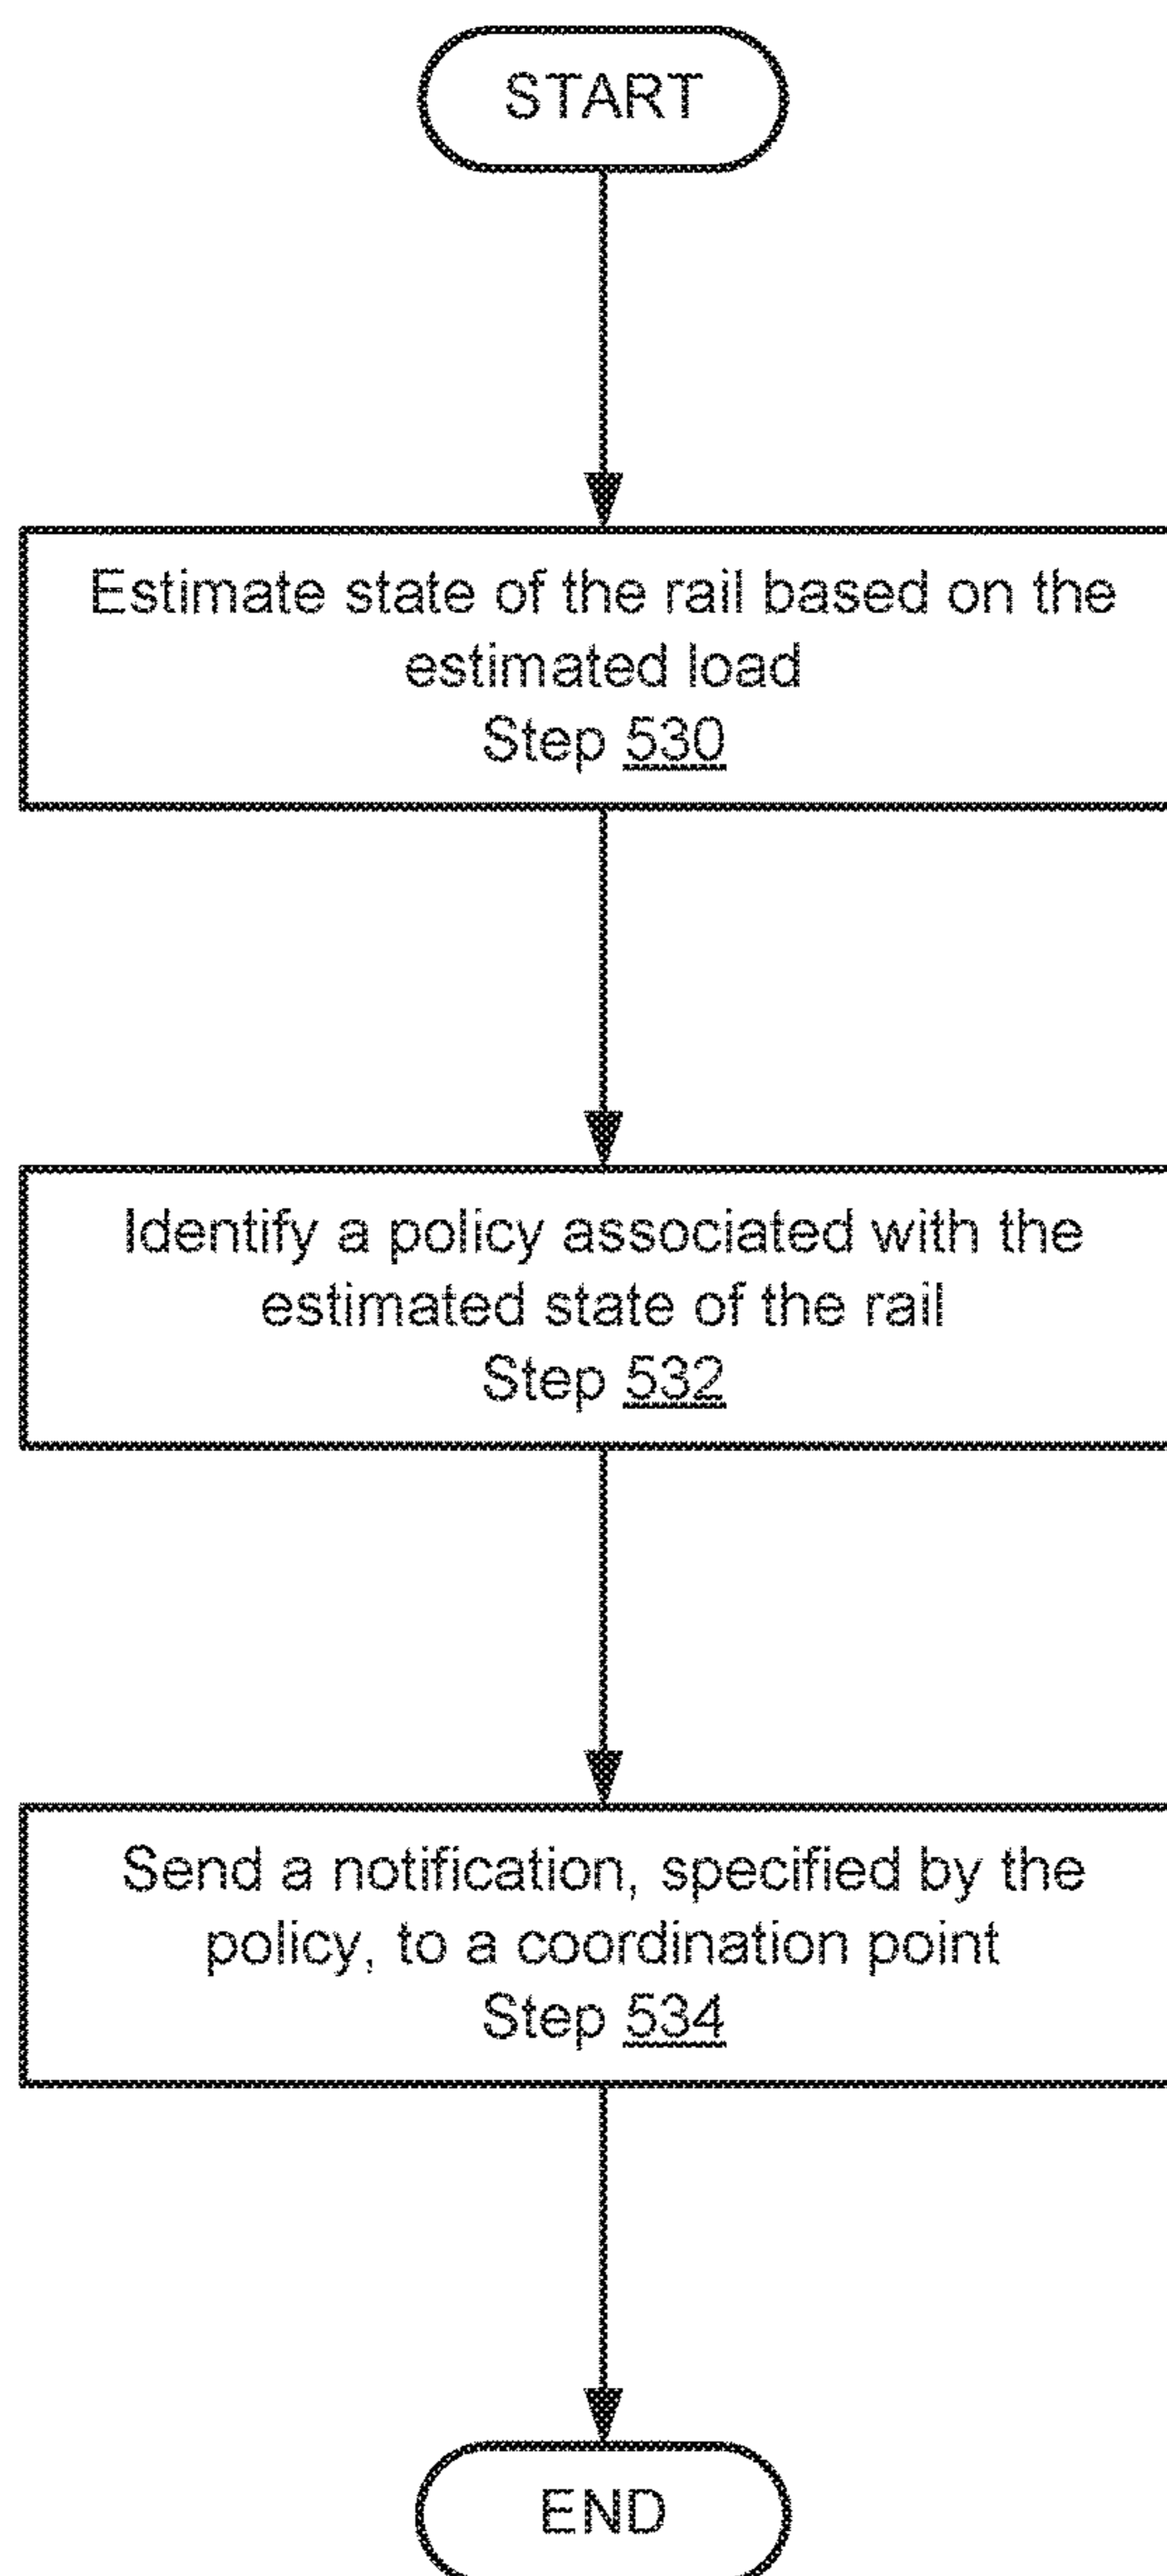 START
Estimate state of the rail based on the
estimated load
Step 530
Identify a policy associated with the
estimated state of the rail
Step 532
Send a notification, specified by the
policy, to a coordination point
Step 534
END